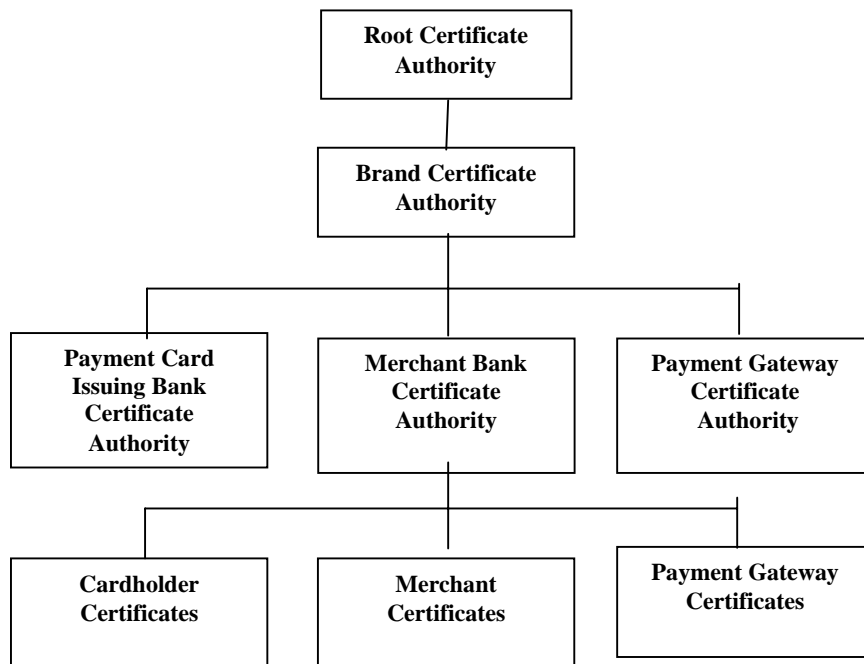 Root Certificate
Authority
Brand Certificate
Authority
Payment Card
Issuing Bank
Certificate
Authority
Merchant Bank
Certificate
Authority
Payment Gateway
Certificate
Authority
Cardholder
Certificates
Merchant
Certificates
Payment Gateway
Certificates